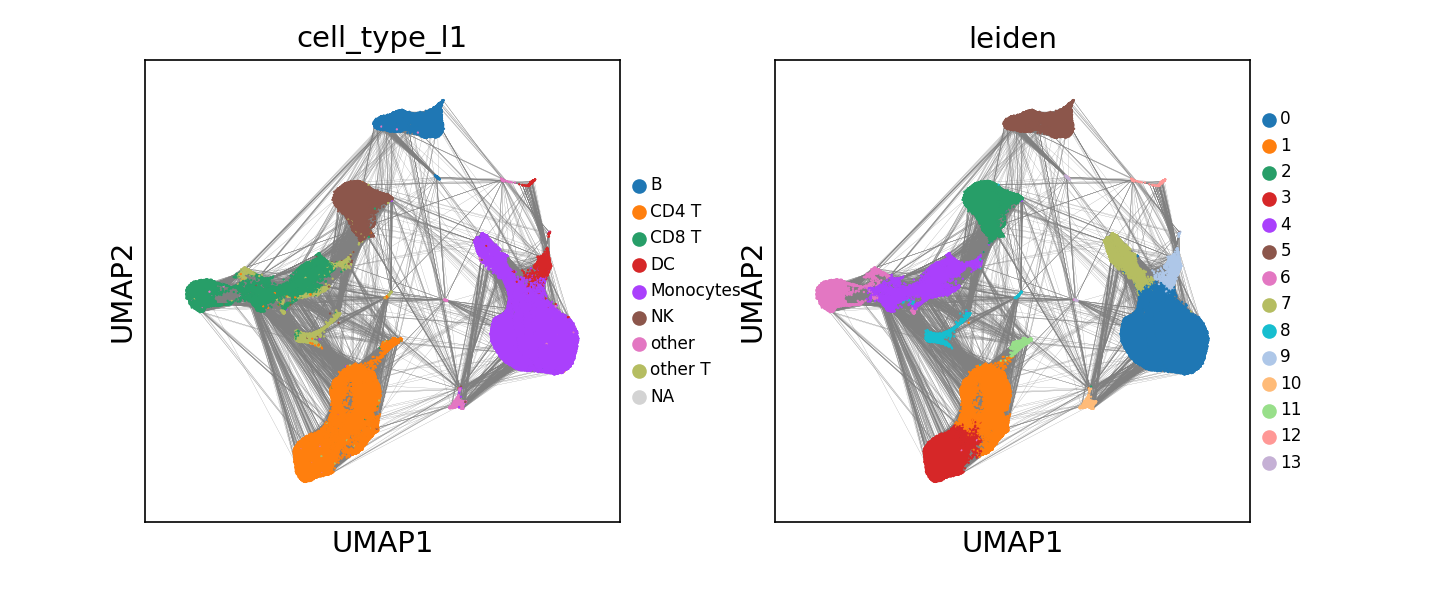 cell_type_l1
UMAP2
UMAP1
B
CD4 T
CD8 T
DC
Monocytes
NK
other
other T
NA
leiden
UMAP2
UMAP1
0
1
2
3
4
5
6
7
8
9
10
11
12
13